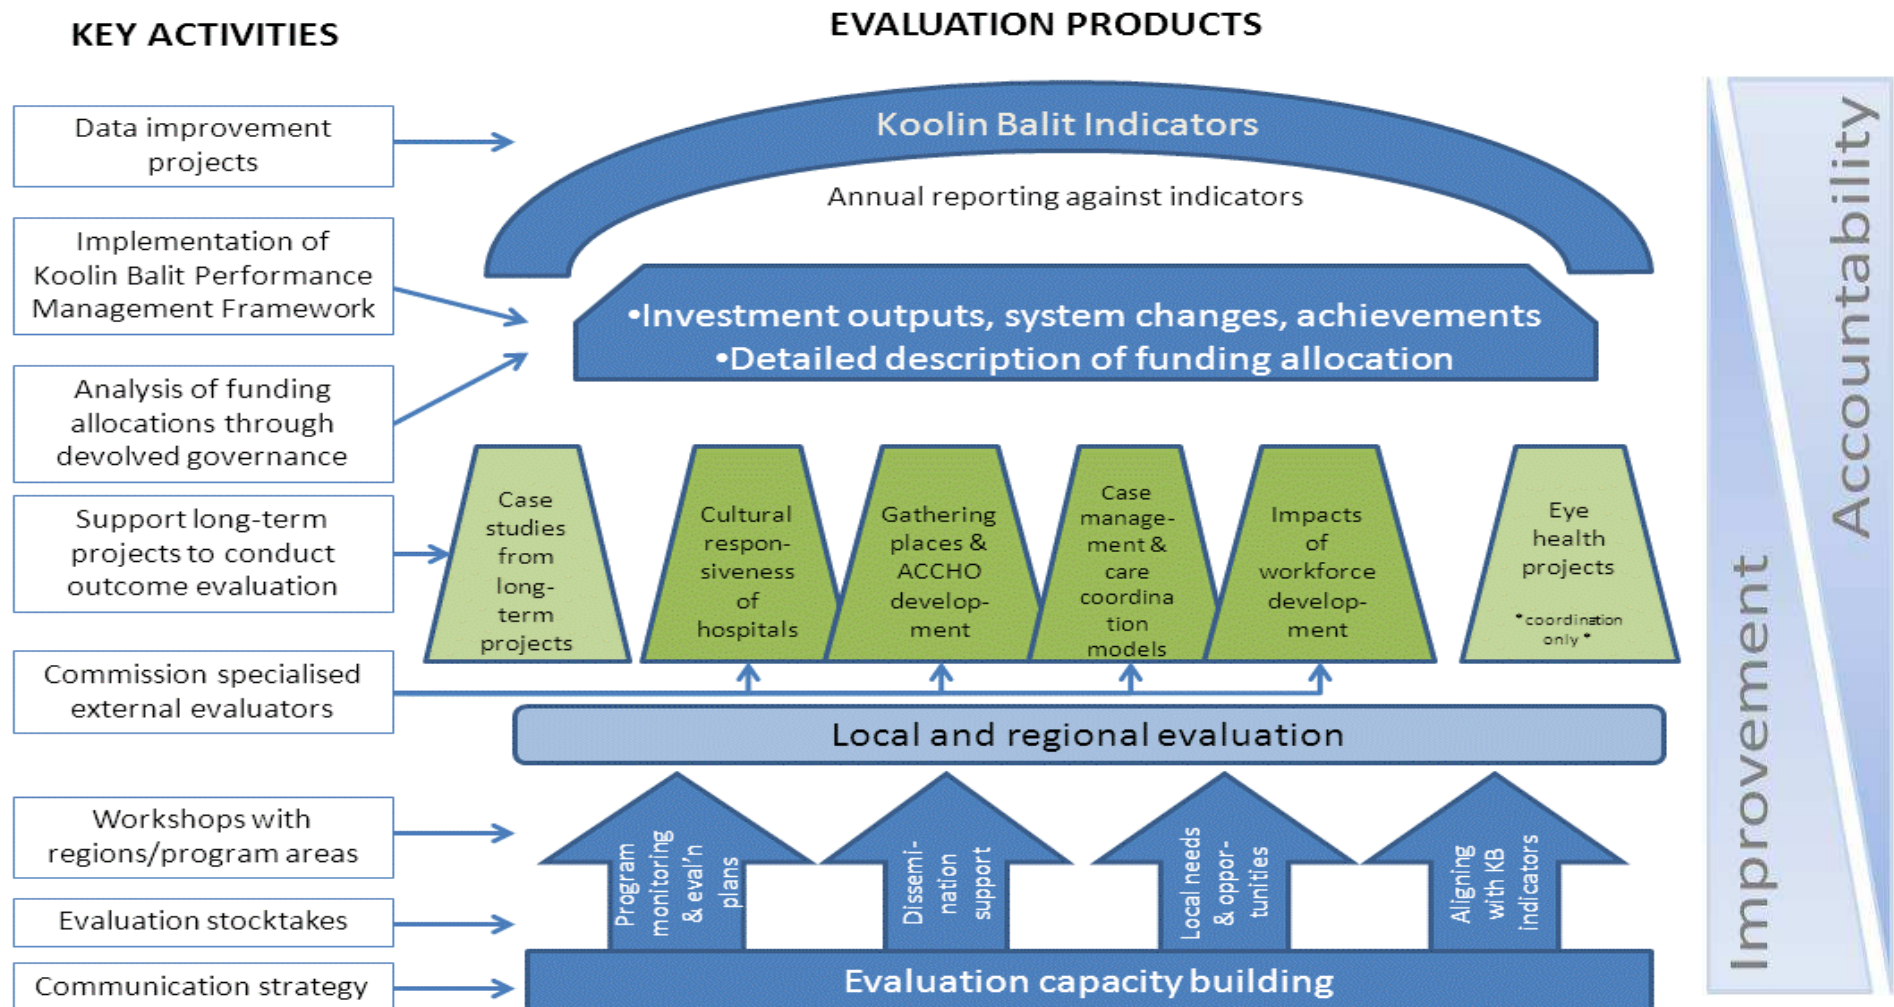 KEY ACTIVITIES
Data improvement
projects
Implementation of
Koolin Balit Performance
Management Framework
Analysis of funding
allocations through
devolved governance
Support long-term
projects to conduct
outcome evaluation
Commission specialised
external evaluators
Workshops with
regions/program areas
Evaluation stocktakes
Communication strategy
EVALUATION PRODUCTS
Koolin Balit Indicators
Annual reporting against indicators
•Investment outputs, system changes, achievements
•Detailed description of funding allocation
Case
studies
from
long-
term
projects
Cultural
respon-
siveness
of
hospitals
Gathering
places &
ACCHO
develop-
ment
Case
manage-
ment &
care
coordina
tion
models
Impacts
of
workforce
develop-
ment
Eye
health
projects
*coordination
only*
Local and regional evaluation
Program
monitoring
& eval'n
plans
Dissemi-
nation
support
Local needs
& oppor-
tunities
Aligning
with KB
indicators
Evaluation capacity building
Improvement
Accountability